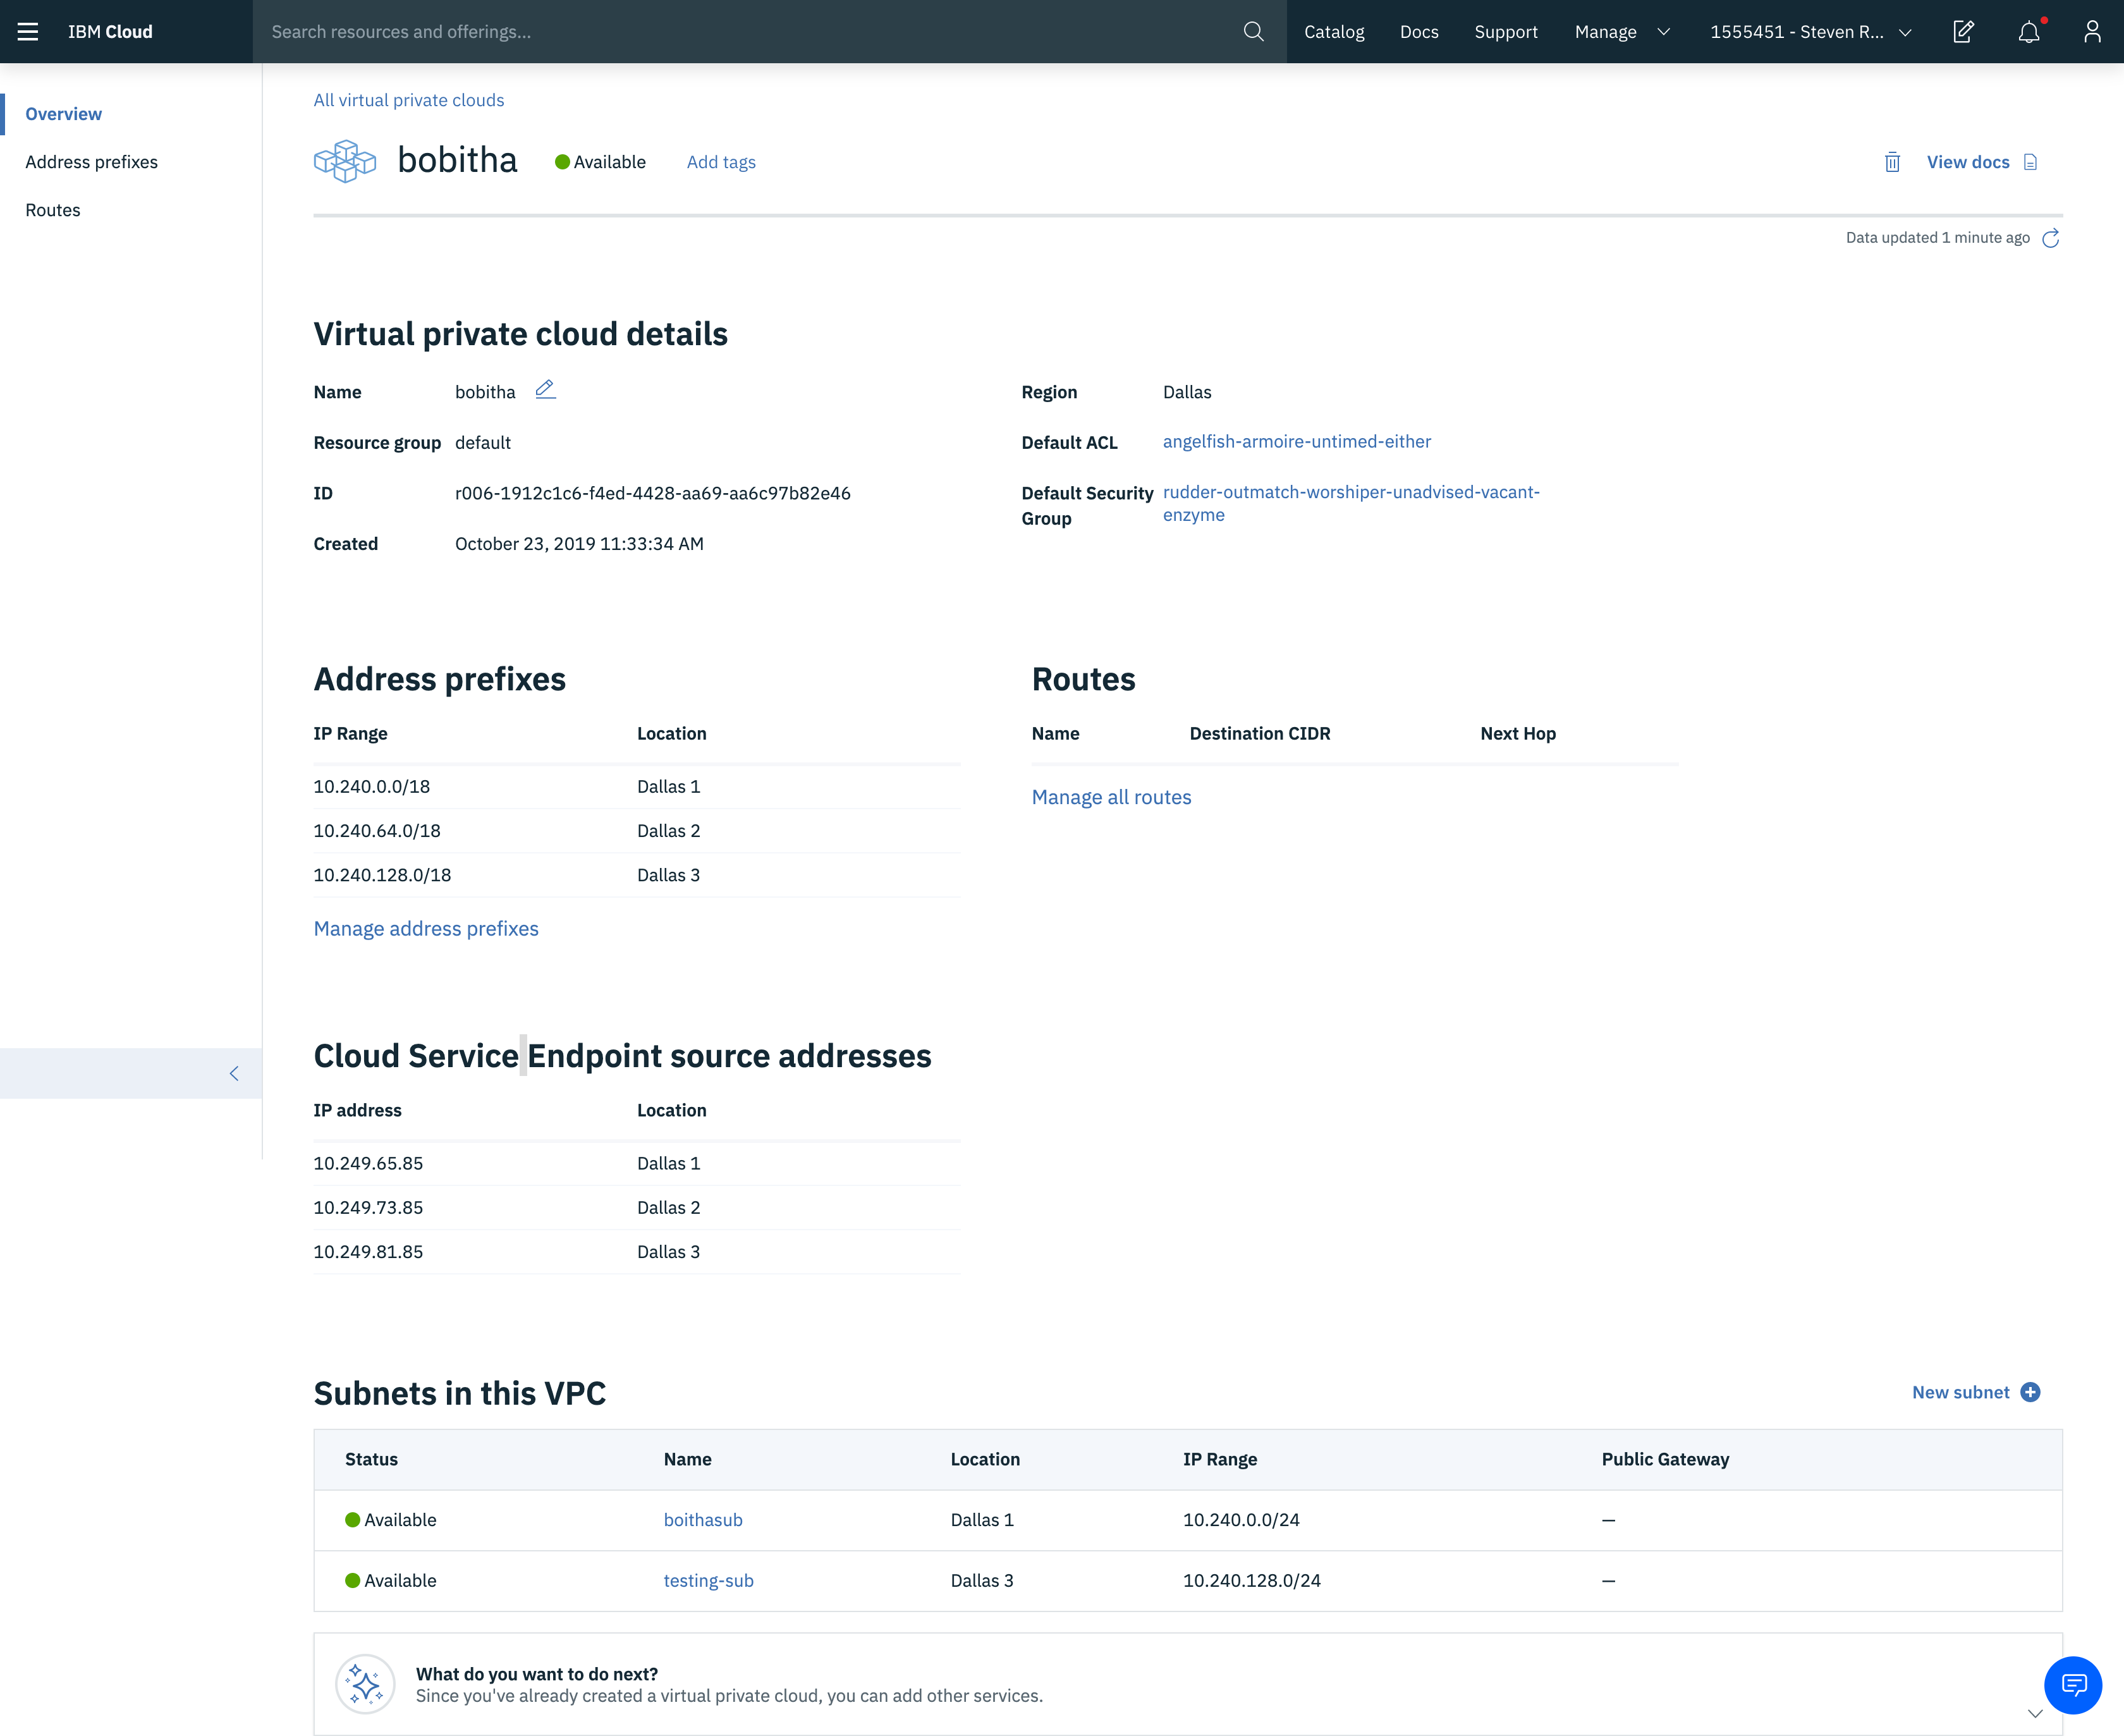 IBM Cloud
Search resources and offerings...
Catalog
Docs
Support
Manage
1555451 - Steven R...
Overview
Address prefixes
Routes
All virtual private clouds
bobitha
Available
Add tags
View docs
Data updated 1 minute ago
Virtual private cloud details
Name bobitha
Resource group default
ID r006-1912c1c6-f4ed-4428-aa69-aa6c97b82e46
Created October 23, 2019 11:33:34 AM
Region Dallas
Default ACL angelfish-armoire-untimed-either
Default Security rudder-outmatch-worshiper-unadvised-vacant-
Group enzyme
Address prefixes
IP Range Location
10.240.0.0/18 Dallas 1
10.240.64.0/18 Dallas 2
10.240.128.0/18 Dallas 3
Manage address prefixes
Routes
Name Destination CIDR Next Hop
Manage all routes
Cloud Service Endpoint source addresses
IP address Location
10.249.65.85 Dallas 1
10.249.73.85 Dallas 2
10.249.81.85 Dallas 3
Subnets in this VPC
New subnet
Status Name Location IP Range Public Gateway
Available boithasub Dallas 1 10.240.0.0/24 —
Available testing-sub Dallas 3 10.240.128.0/24 —
What do you want to do next?
Since you've already created a virtual private cloud, you can add other services.